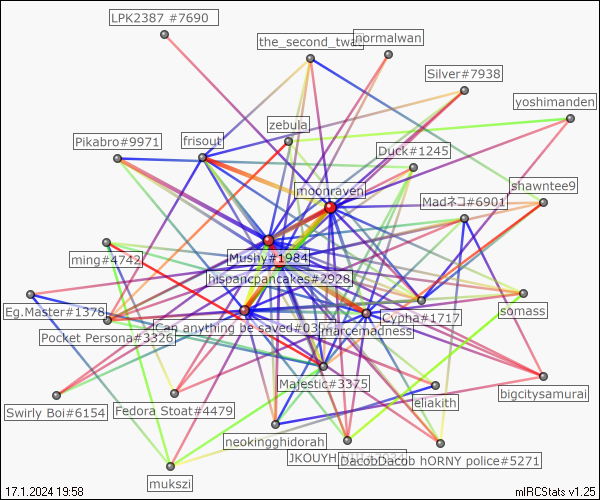 LPK2387 #7690
the_second_twat
normalwan
Silver#7938
yoshimanden
zebula
Pikabro#9971
frisout
Duck#1245
moonraven
Madネコ#6901
shawntee9
Mushy#1984
ming#4742
hispancpancakes#2928
Eg.Master#1378
somass
Cypha#1717
Can anything be saved#03
marcemadness
Pocket Persona#3326
Majestic#3375
eliakith
bigcitysamurai
Swirly Boi#6154
Fedora Stoat#4479
neokingghidorah
JKOUYH
DacobDacob hORNY police#5271
mukszi
17.1.2024 19:58
mIRCStats v1.25